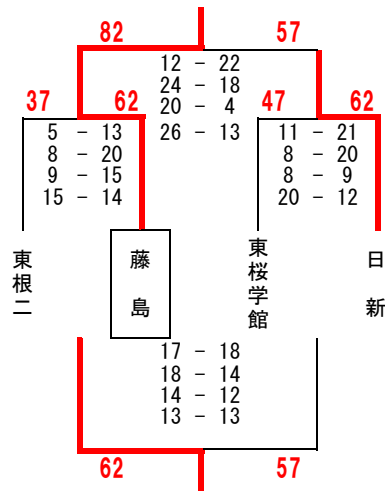 82 57
12 - 22
24 - 18
20 - 4
26 - 13
37 62 47 62
5 - 13
8 - 20
9 - 15
15 - 14
11 - 21
8 - 20
8 - 9
20 - 12
東根二
藤島
東桜学館
日新
17 - 18
18 - 14
14 - 12
13 - 13
62 57